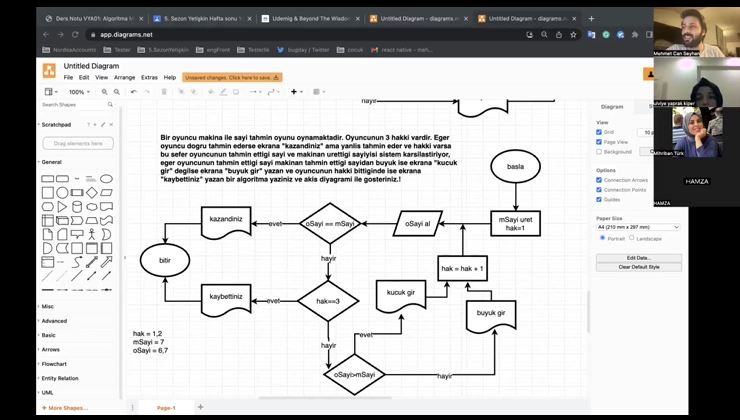 Ders Notu VYA01: Algoritma M
5. Sezon Yetişkin Hafta sonu
Udemig & Beyond The Wisdom
Untitled Diagram - diagrams.n
Untitled Diagram - diagrams.n
app.diagrams.net
NordeaAccounts
Tester
5.SezonYetişkin
engFront
Testerlik
bugday / Twitter
cocuk
react native
Untitled Diagram
File Edit View Arrange Extras Help
Unsaved changes. Click here to save.
100%
Search Shapes
Scratchpad
Drag elements here
General
Misc
Advanced
Basic
Arrows
Flowchart
Entity Relation
UML
+ More Shapes...
Page-1
hayir
Bir oyuncu makina ile sayi tahmin oyunu oynamaktadir. Oyuncunun 3 hakki vardir. Eger
oyuncu dogru tahmin ederse ekrana "kazandiniz" ama yanlis tahmin eder ve hakki varsa
bu sefer oyuncunun tahmin ettigi sayi ve makinan urettigi sayiyisi sistem karsilastiriyor,
eger oyuncunun tahmin ettigi sayi makinan tahmin ettigi sayidan buyuk ise ekrana "kucuk
gir" degilse ekrana "buyuk gir" yazan ve oyuncunun hakki bittiginde ise ekrana
"kaybettiniz" yazan bir algoritma yaziniz ve akis diyagrami ile gosteriniz.!
basla
mSayi uret
hak=1
oSayi al
oSayi == mSayi
evet
kazandiniz
bitir
hayir
hak = hak + 1
hak==3
evet
kaybettiniz
kucuk gir
buyuk gir
evet
hayir
oSayi>mSayi
hayir
hak = 1,2
mSayi = 7
oSayi = 6,7
Diagram
View
Grid
10 p
Page View
Background
Options
Connection Arrows
Connection Points
Guides
Paper Size
A4 (210 mm x 297 mm)
Portrait
Landscape
Edit Data...
Clear Default Style
Mehmet Can Seyhan
ulviye yaprak kiper
Mihriban Türk
HAMZA
HAMZA